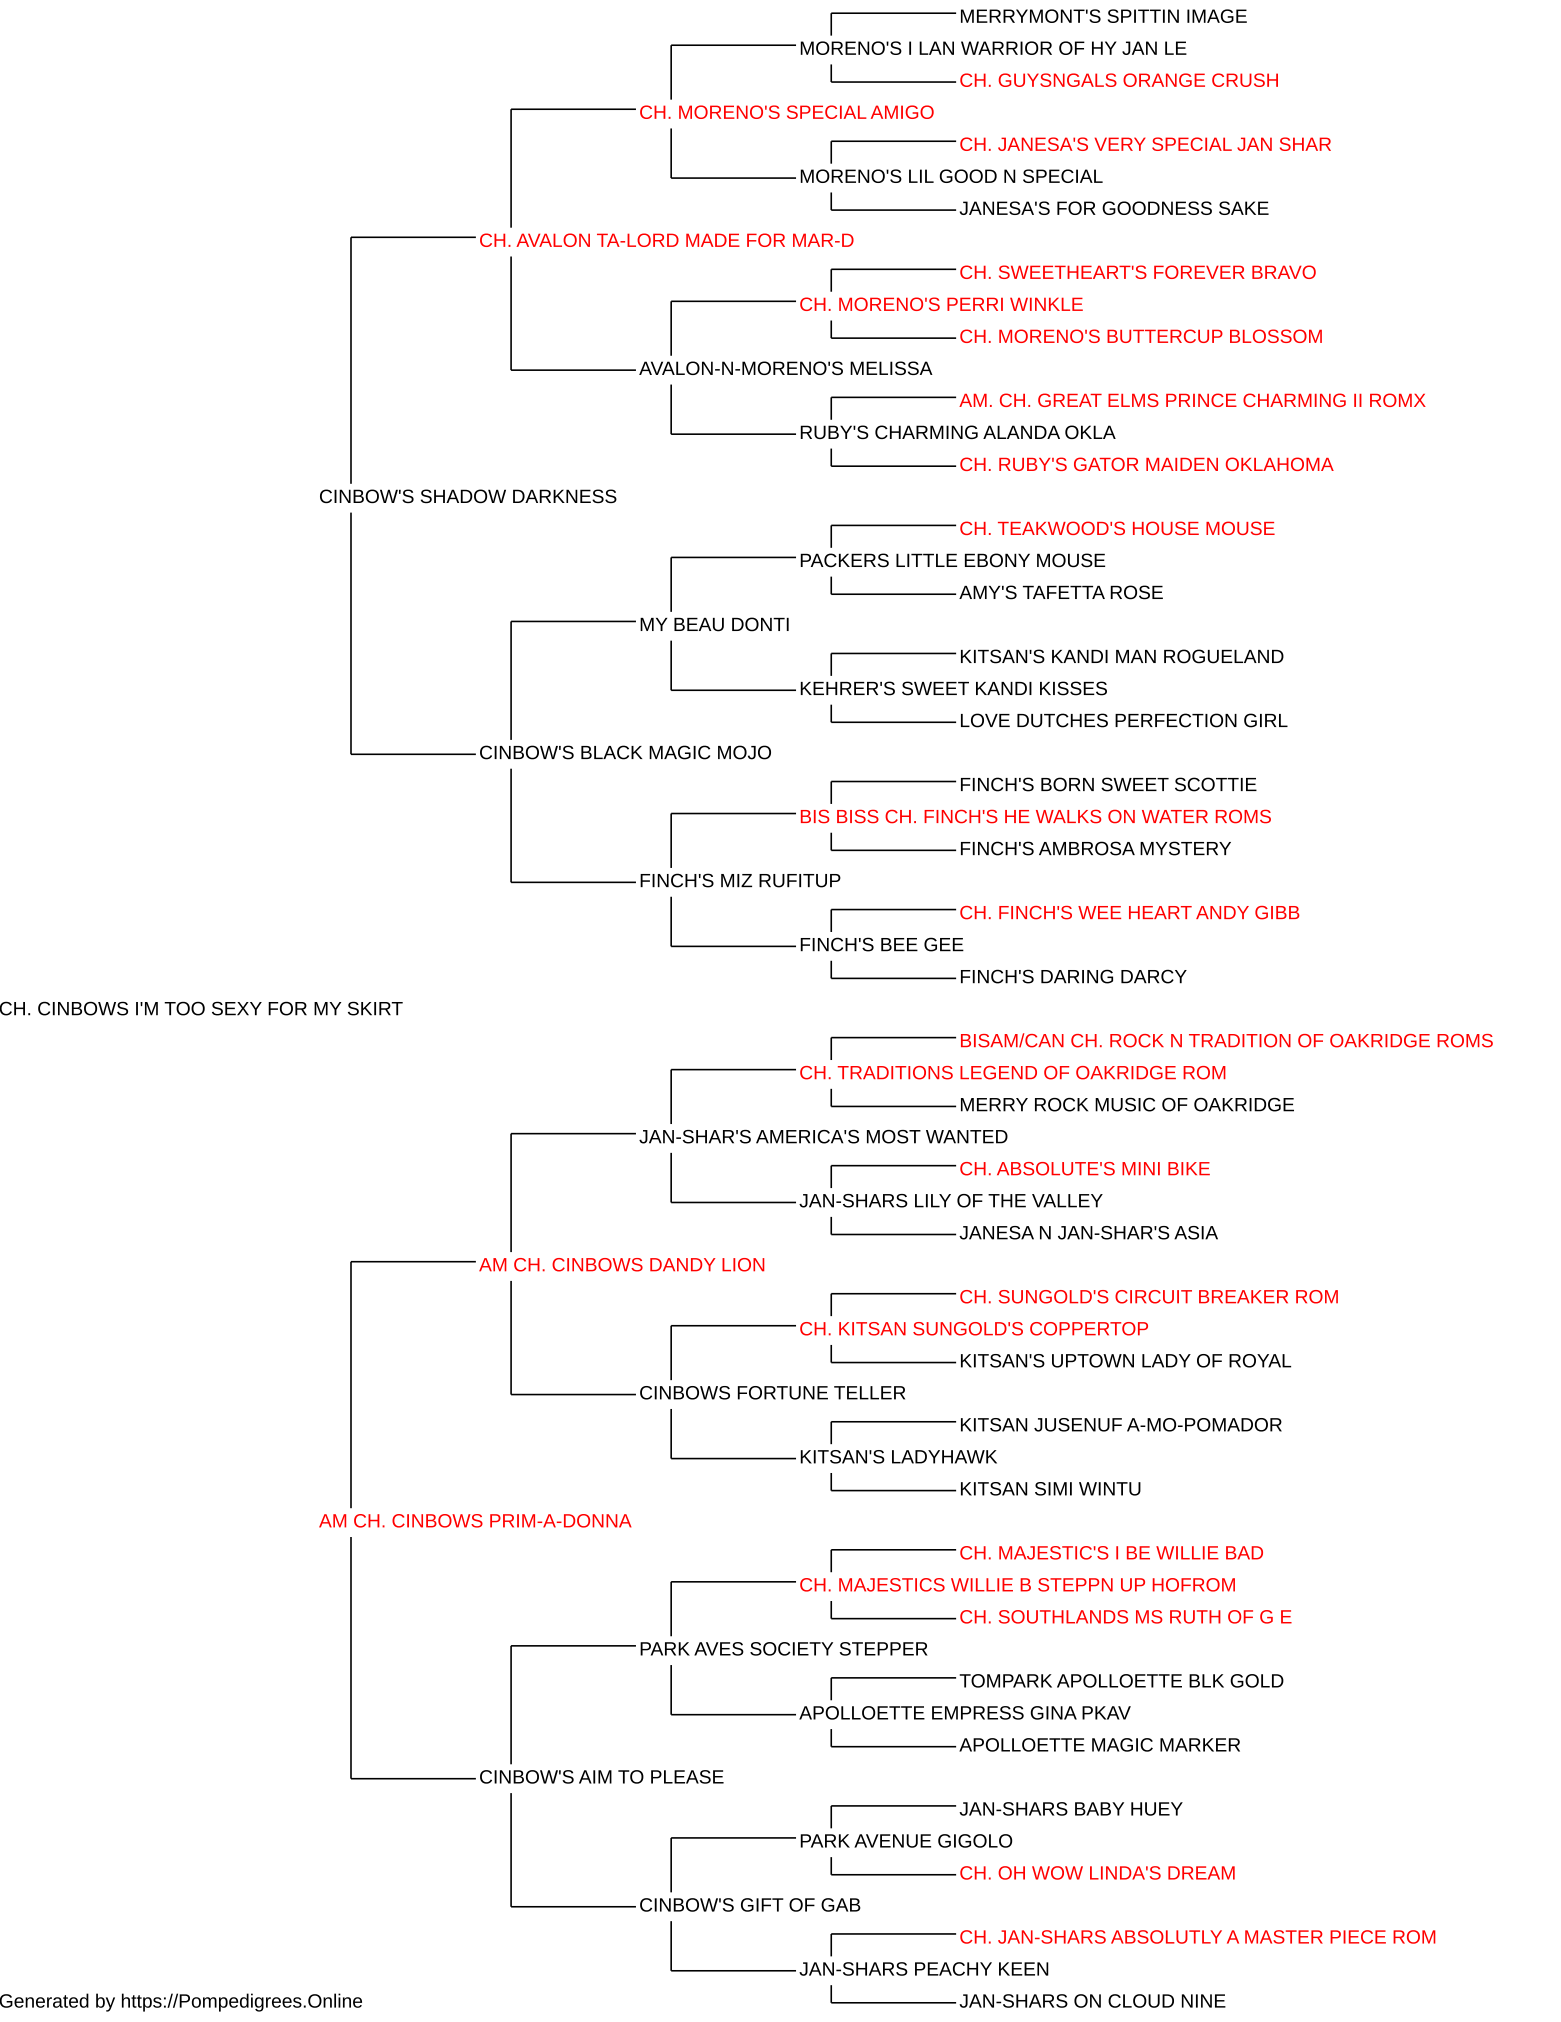 MERRYMONT'S SPITTIN IMAGE
MORENO'S I LAN WARRIOR OF HY JAN LE
CH. GUYSNGALS ORANGE CRUSH
CH. MORENO'S SPECIAL AMIGO
CH. JANESA'S VERY SPECIAL JAN SHAR
MORENO'S LIL GOOD N SPECIAL
JANESA'S FOR GOODNESS SAKE
CH. AVALON TA-LORD MADE FOR MAR-D
CH. SWEETHEART'S FOREVER BRAVO
CH. MORENO'S PERRI WINKLE
CH. MORENO'S BUTTERCUP BLOSSOM
AVALON-N-MORENO'S MELISSA
AM. CH. GREAT ELMS PRINCE CHARMING II ROMX
RUBY'S CHARMING ALANDA OKLA
CH. RUBY'S GATOR MAIDEN OKLAHOMA
CINBOW'S SHADOW DARKNESS
CH. TEAKWOOD'S HOUSE MOUSE
PACKERS LITTLE EBONY MOUSE
AMY'S TAFETTA ROSE
MY BEAU DONTI
KITSAN'S KANDI MAN ROGUELAND
KEHRER'S SWEET KANDI KISSES
LOVE DUTCHES PERFECTION GIRL
CINBOW'S BLACK MAGIC MOJO
FINCH'S BORN SWEET SCOTTIE
BIS BISS CH. FINCH'S HE WALKS ON WATER ROMS
FINCH'S AMBROSA MYSTERY
FINCH'S MIZ RUFITUP
CH. FINCH'S WEE HEART ANDY GIBB
FINCH'S BEE GEE
FINCH'S DARING DARCY
CH. CINBOWS I'M TOO SEXY FOR MY SKIRT
BISAM/CAN CH. ROCK N TRADITION OF OAKRIDGE ROMS
CH. TRADITIONS LEGEND OF OAKRIDGE ROM
MERRY ROCK MUSIC OF OAKRIDGE
JAN-SHAR'S AMERICA'S MOST WANTED
CH. ABSOLUTE'S MINI BIKE
JAN-SHARS LILY OF THE VALLEY
JANESA N JAN-SHAR'S ASIA
AM CH. CINBOWS DANDY LION
CH. SUNGOLD'S CIRCUIT BREAKER ROM
CH. KITSAN SUNGOLD'S COPPERTOP
KITSAN'S UPTOWN LADY OF ROYAL
CINBOWS FORTUNE TELLER
KITSAN JUSENUF A-MO-POMADOR
KITSAN'S LADYHAWK
KITSAN SIMI WINTU
AM CH. CINBOWS PRIM-A-DONNA
CH. MAJESTIC'S I BE WILLIE BAD
CH. MAJESTICS WILLIE B STEPPN UP HOFROM
CH. SOUTHLANDS MS RUTH OF G E
PARK AVES SOCIETY STEPPER
TOMPARK APOLLOETTE BLK GOLD
APOLLOETTE EMPRESS GINA PKAV
APOLLOETTE MAGIC MARKER
CINBOW'S AIM TO PLEASE
JAN-SHARS BABY HUEY
PARK AVENUE GIGOLO
CH. OH WOW LINDA'S DREAM
CINBOW'S GIFT OF GAB
CH. JAN-SHARS ABSOLUTLY A MASTER PIECE ROM
JAN-SHARS PEACHY KEEN
JAN-SHARS ON CLOUD NINE
Generated by https://Pompedigrees.Online